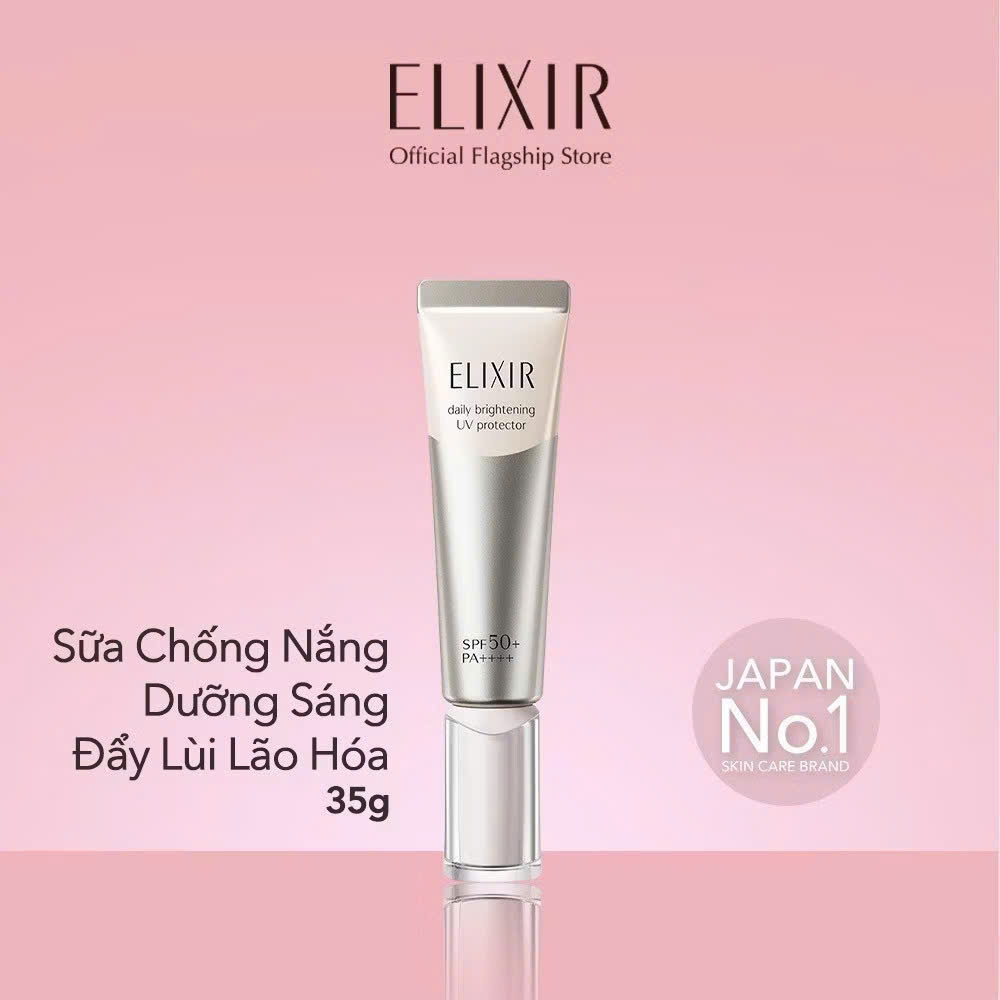 ELIXIR
Official Flagship Store
ELIXIR
daily brightening
UV protector
SPF50+
PA++++
Sữa Chống Nắng
Dưỡng Sáng
Đẩy Lùi Lão Hóa
35g
JAPAN
No.1
SKIN CARE BRAND